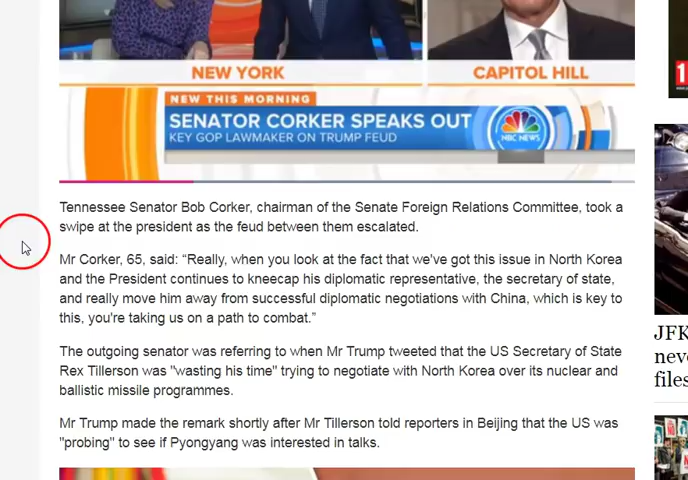 NEW YORK
CAPITOL HILL
NEW THIS MORNING
SENATOR CORKER SPEAKS OUT
KEY GOP LAWMAKER ON TRUMP FEUD
NBC NEWS
Tennessee Senator Bob Corker, chairman of the Senate Foreign Relations Committee, took a
swipe at the president as the feud between them escalated.
Mr Corker, 65, said: “Really, when you look at the fact that we've got this issue in North Korea
and the President continues to kneecap his diplomatic representative, the secretary of state,
and really move him away from successful diplomatic negotiations with China, which is key to
this, you're taking us on a path to combat.”
The outgoing senator was referring to when Mr Trump tweeted that the US Secretary of State
Rex Tillerson was "wasting his time" trying to negotiate with North Korea over its nuclear and
ballistic missile programmes.
Mr Trump made the remark shortly after Mr Tillerson told reporters in Beijing that the US was
"probing" to see if Pyongyang was interested in talks.
1
JFK
nev
files